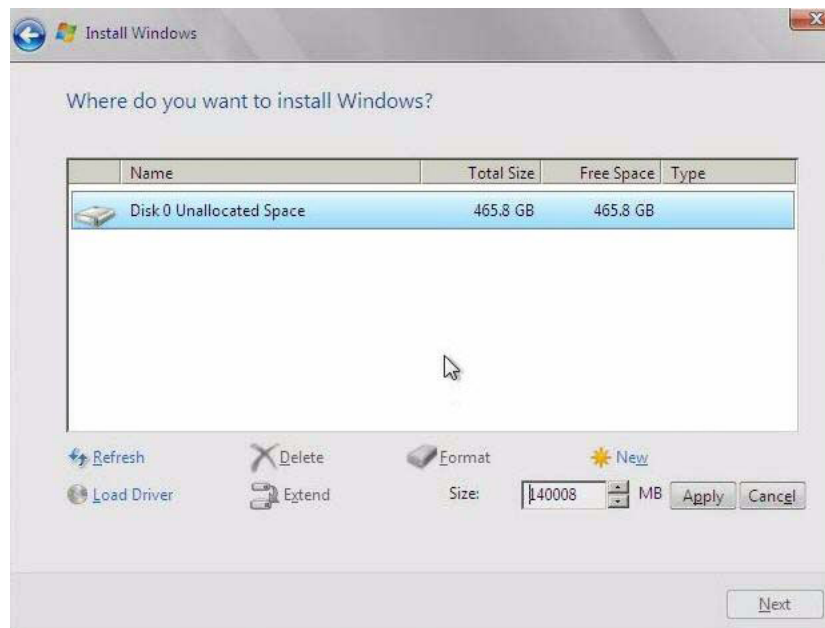 Install Windows
Where do you want to install Windows?
Name Total Size Free Space Type
Disk 0 Unallocated Space 465.8 GB 465.8 GB
Refresh Delete Format New
Load Driver Extend Size: 140008 MB Apply Cancel
Next